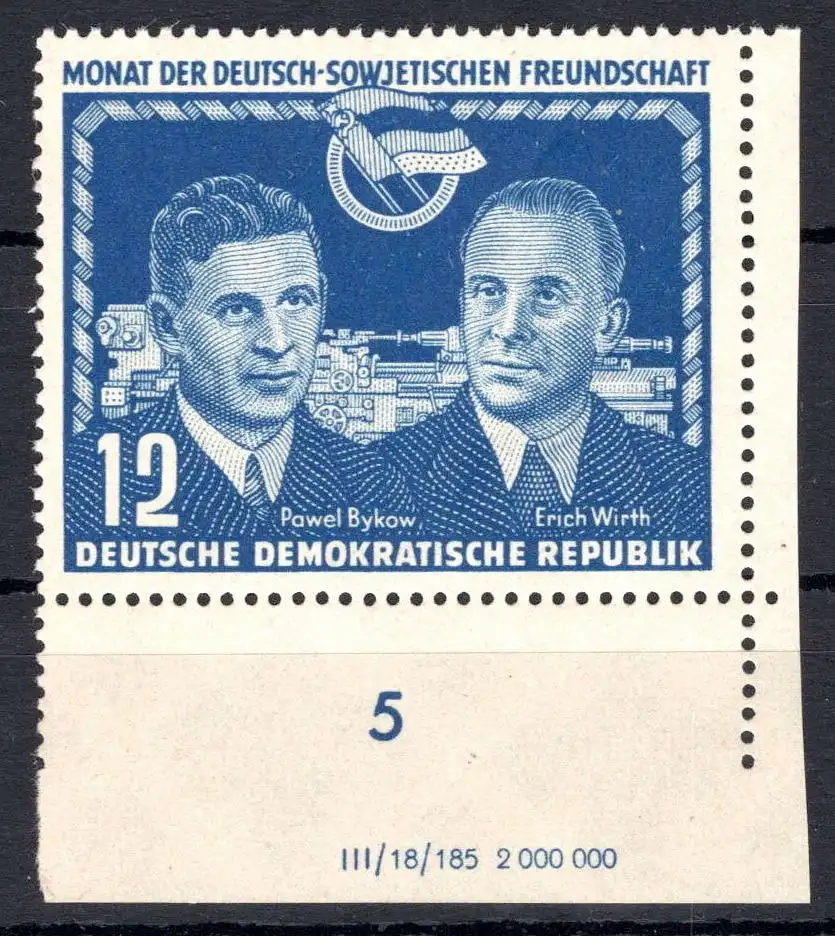 MONAT DER DEUTSCH-SOWJETISCHEN FREUNDSCHAFT
12
Pawel Bykow
Erich Wirth
DEUTSCHE DEMOKRATISCHE REPUBLIK
5
III/18/185 2 000 000